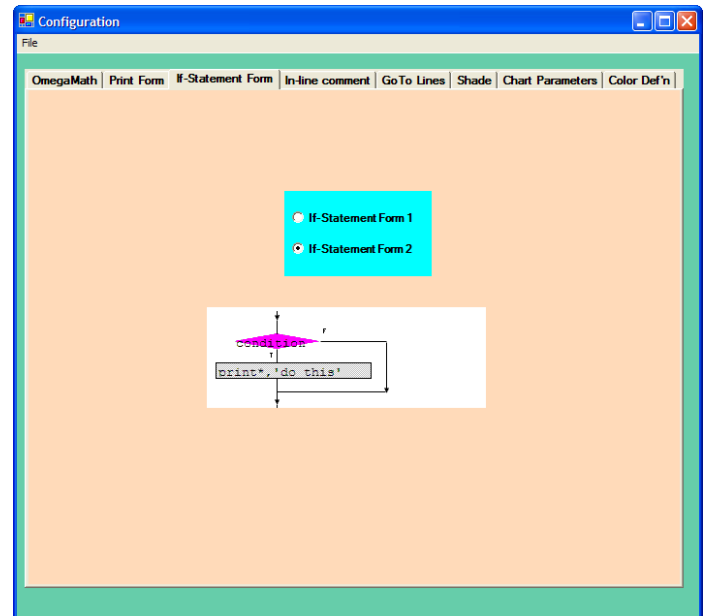 Configuration
File
OmegaMath Print Form If-Statement Form In-line comment GoTo Lines Shade Chart Parameters Color Def'n
If-Statement Form 1
If-Statement Form 2
F
condition
T
print*,'do this'